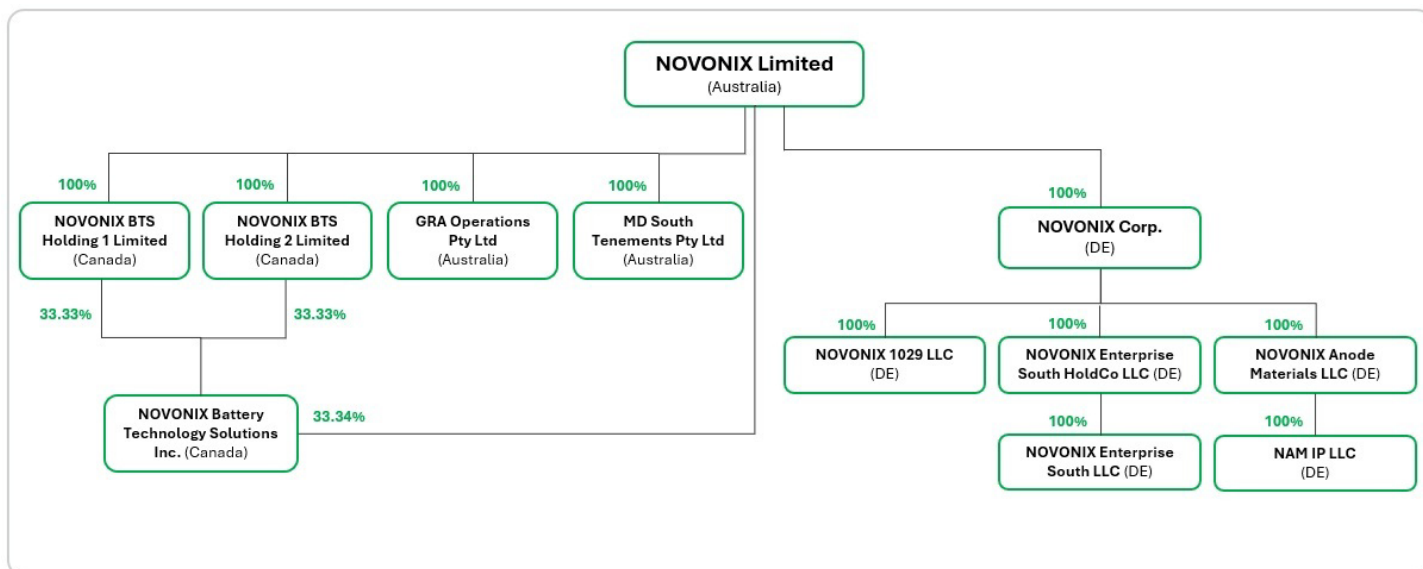 NOVONIX Limited
(Australia)
100%
100%
100%
100%
100%
NOVONIX BTS
Holding 1 Limited
(Canada)
NOVONIX BTS
Holding 2 Limited
(Canada)
GRA Operations
Pty Ltd
(Australia)
MD South
Tenements Pty Ltd
(Australia)
NOVONIX Corp.
(DE)
33.33%
33.33%
100%
100%
100%
NOVONIX 1029 LLC
(DE)
NOVONIX Enterprise
South HoldCo LLC (DE)
NOVONIX Anode
Materials LLC (DE)
NOVONIX Battery
Technology Solutions
Inc. (Canada)
33.34%
100%
100%
NOVONIX Enterprise
South LLC (DE)
NAM IP LLC
(DE)